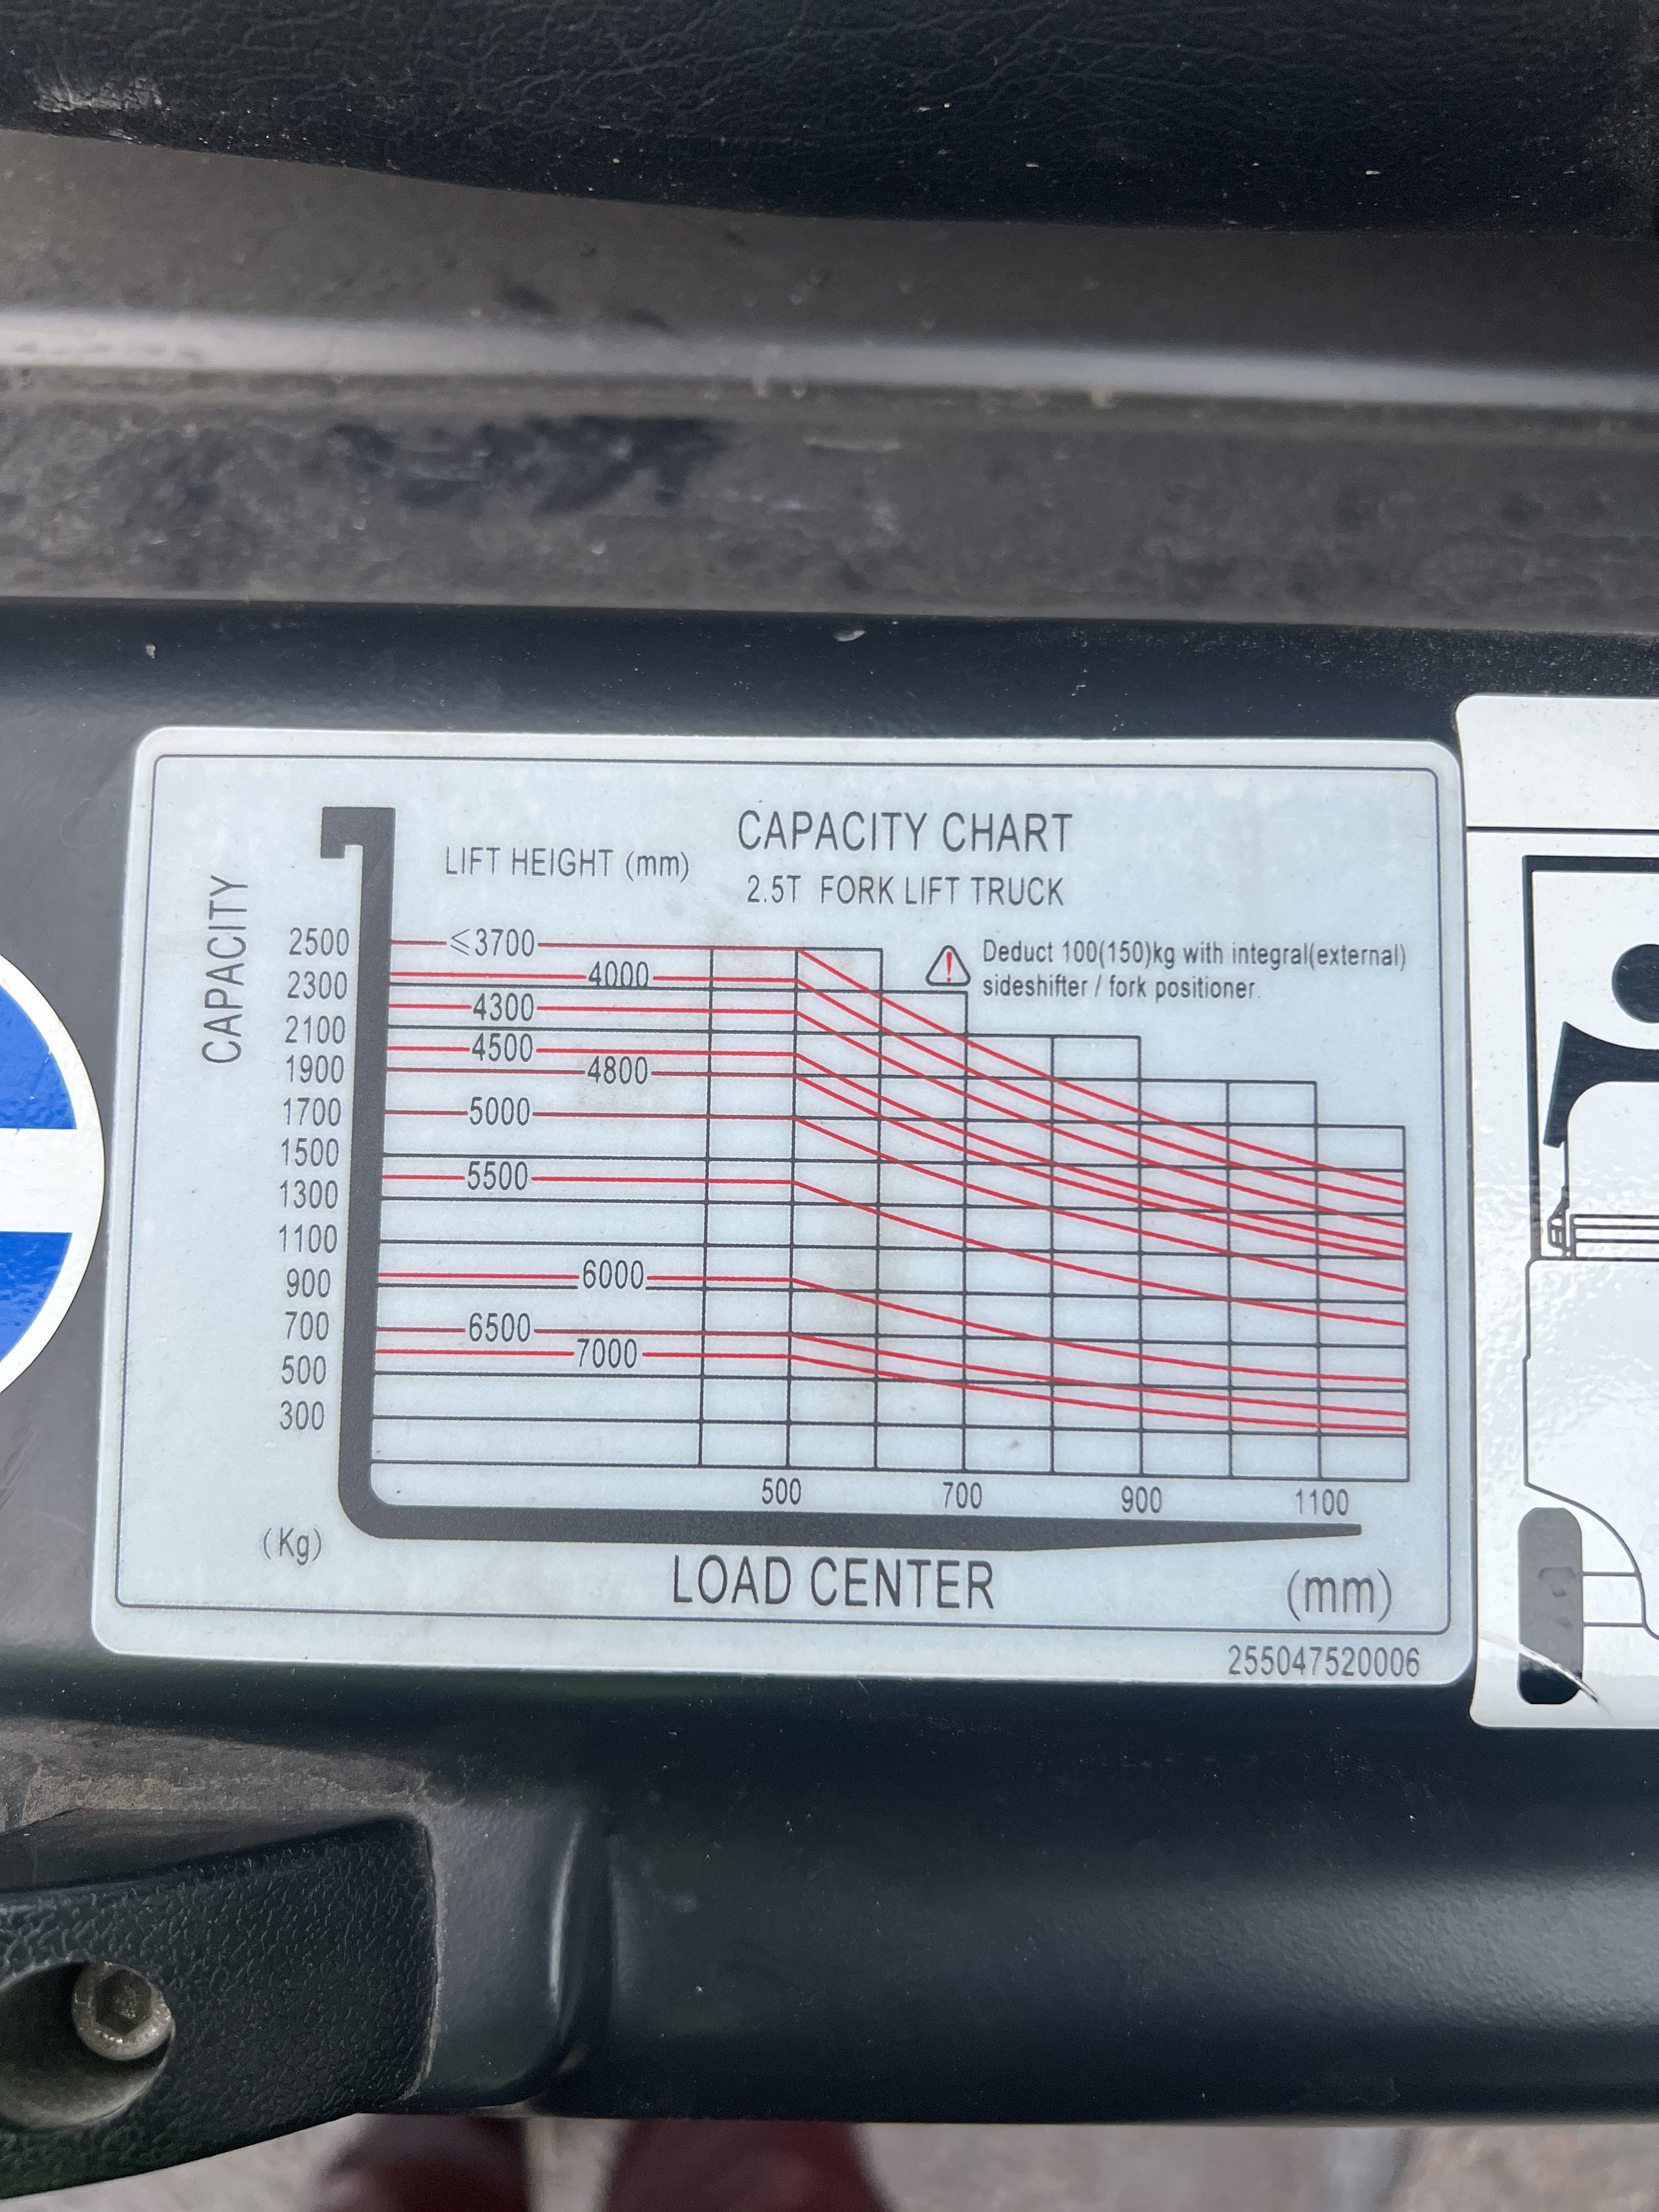 CAPACITY CHART
LIFT HEIGHT (mm)
2.5T FORK LIFT TRUCK
CAPACITY
Deduct 100(150)kg with integral(external)
sideshifter / fork positioner.
2500
≤3700
4000
2300
4300
2100
4500
1900
4800
1700
5000
1500
5500
1300
1100
900
6000
700
6500
7000
500
300
500 700 900 1100
(Kg)
LOAD CENTER
(mm)
255047520006